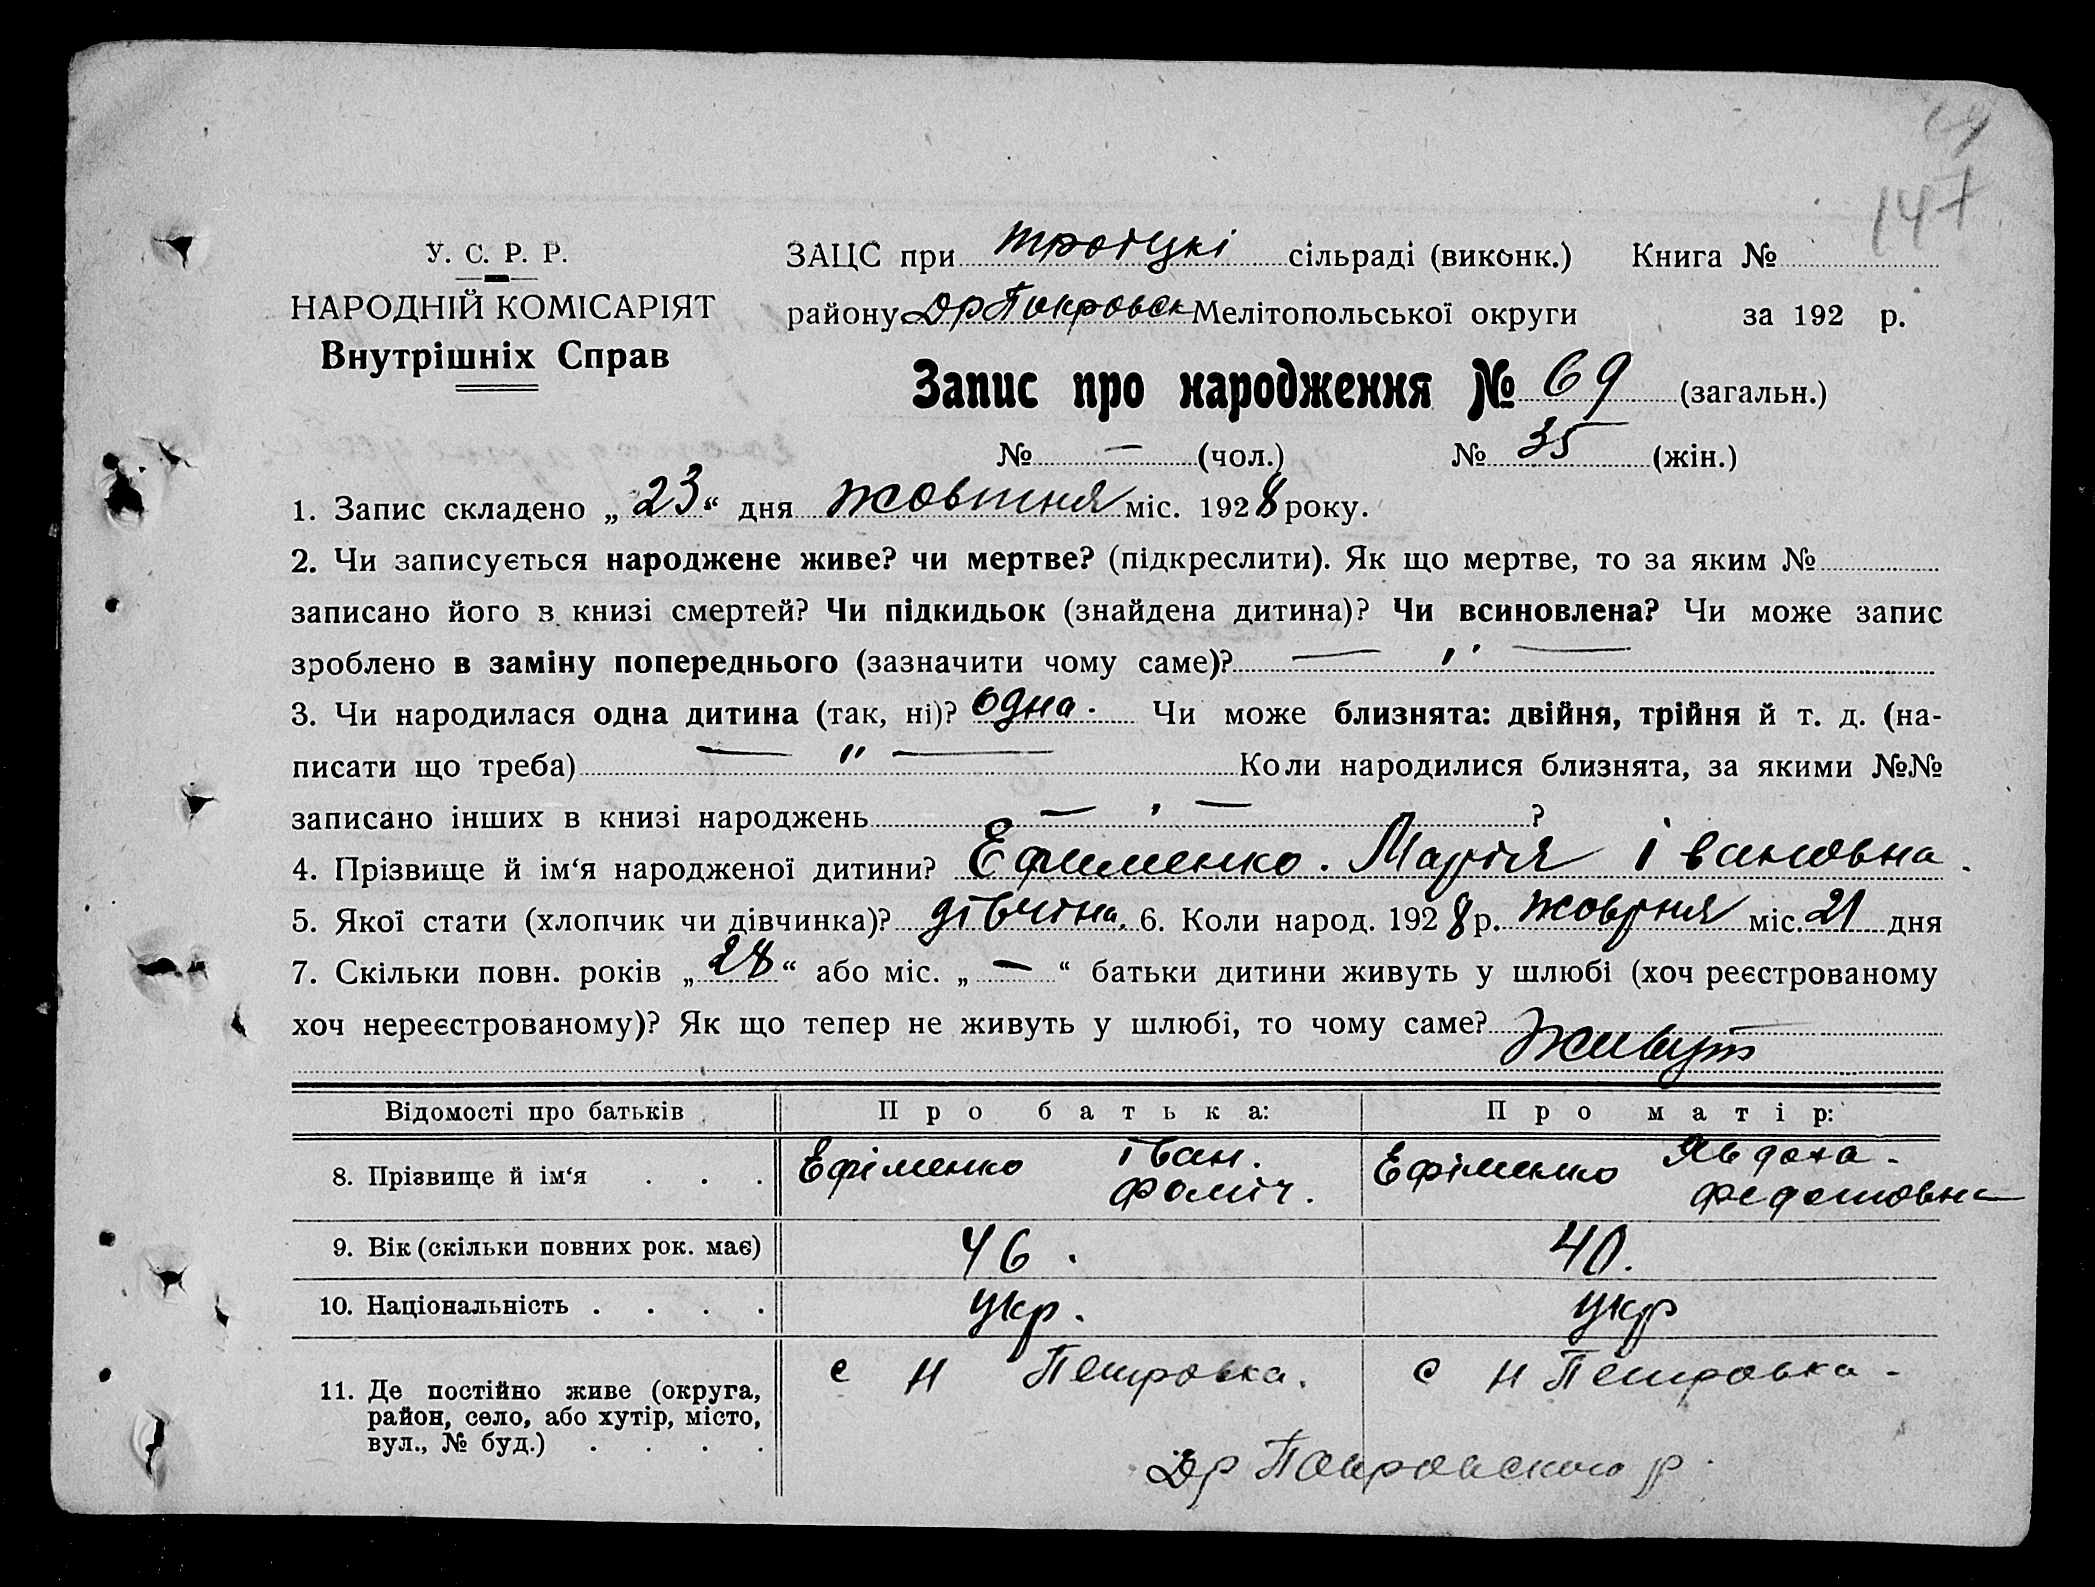 69
147
У. С. Р. Р.
НАРОДНІЙ КОМІСАРІЯТ
Внутрішніх Справ
ЗАЦС при Троіцкі сільраді (виконк.) Книга №
району Др Покровск Мелітопольської округи за 192 р.
Запис про народження № 69 (загальн.)
№ — (чол.) № 35 (жін.)
1. Запис складено „ 23 “ дня жовтня міс. 1928 року.
2. Чи записується народжене живе? чи мертве? (підкреслити). Як що мертве, то за яким №
записано його в книзі смертей? Чи підкидьок (знайдена дитина)? Чи всиновлена? Чи може запис
зроблено в заміну попереднього (зазначити чому саме)? — " —
3. Чи народилася одна дитина (так, ні)? одна. Чи може близнята: двійня, трійня й т. д. (на-
писати що треба) — " — Коли народилися близнята, за якими №№
записано інших в книзі народжень — " — ?
4. Прізвище й ім‘я народженої дитини? Ефименко. Марія Івановна.
5. Якої стати (хлопчик чи дівчинка)? дівчіна. 6. Коли народ. 1928 р. жовтня міс. 21 дня
7. Скільки повн. років „ 28 “ або міс. „ — “ батьки дитини живуть у шлюбі (хоч реєстрованому
хоч нереєстрованому)? Як що тепер не живуть у шлюбі, то чому саме? Живут
Відомості про батьків Про батька: Про матір:
8. Прізвище й ім‘я . . . Ефіменко Іван. Фоміч. Ефіменко Явдоха. Федотовна
9. Вік (скільки повних рок. має) 46. 40.
10. Національність . . . . укр. укр
11. Де постійно живе (округа, с Н Петровка. с Н Петровка.
район, село, або хутір, місто,
вул., № буд.) . . . . Др Покровского р.